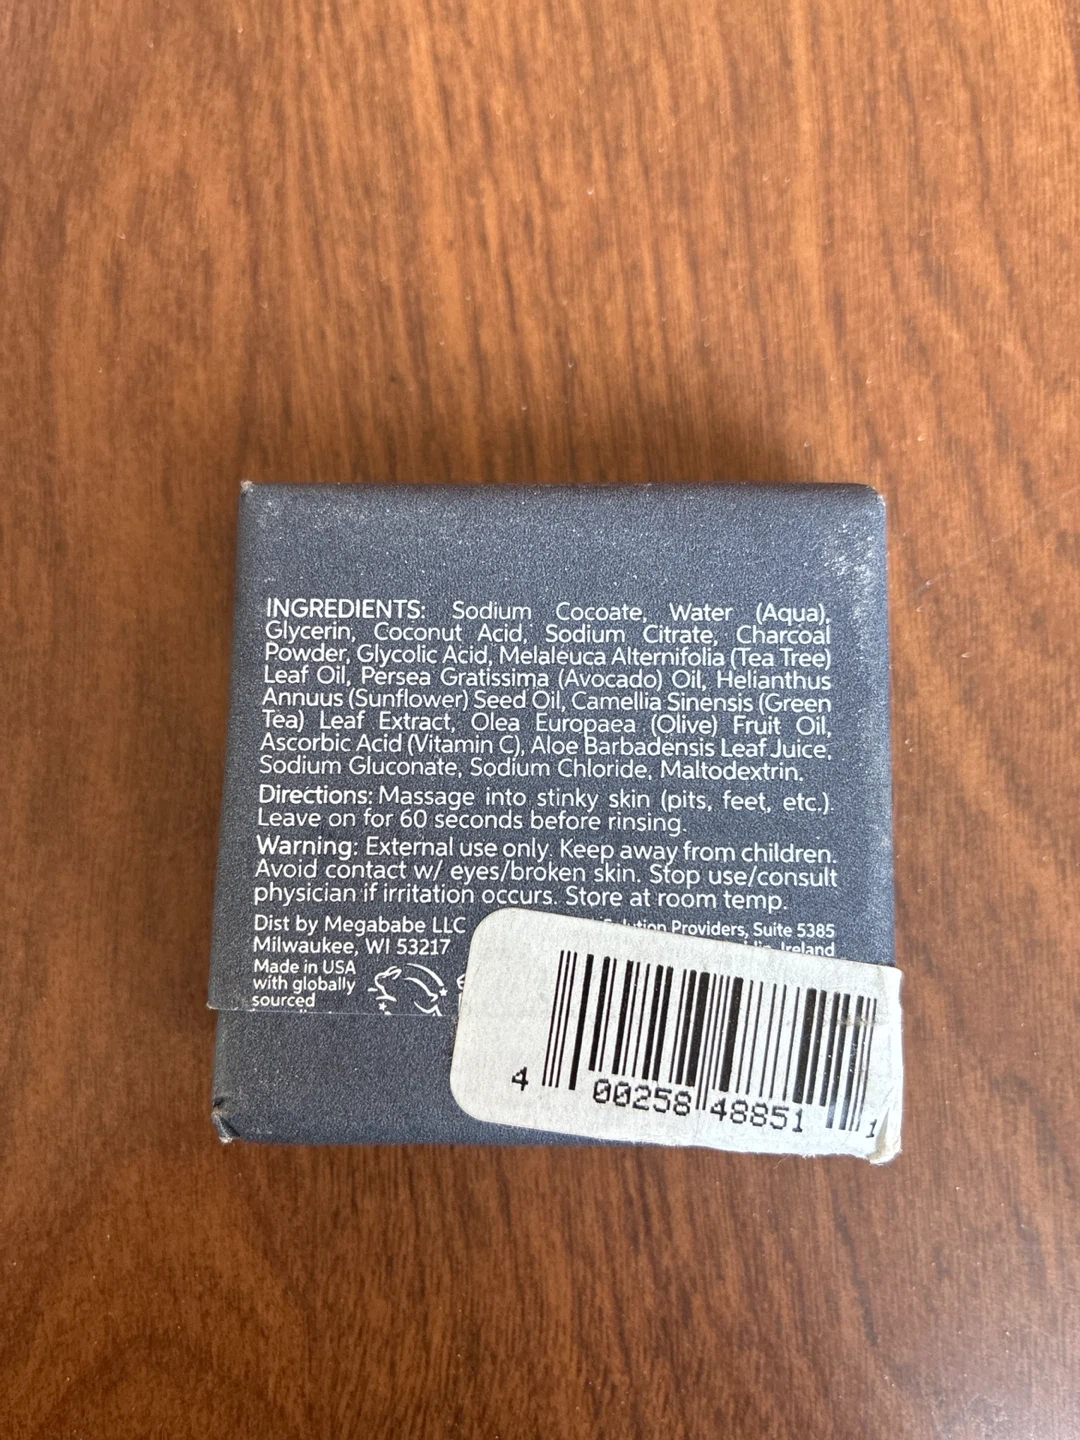 INGREDIENTS: Sodium Cocoate, Water (Aqua),
Glycerin, Coconut Acid, Sodium Citrate, Charcoal
Powder, Glycolic Acid, Melaleuca Alternifolia (Tea Tree)
Leaf Oil, Persea Gratissima (Avocado) Oil, Helianthus
Annuus (Sunflower) Seed Oil, Camellia Sinensis (Green
Tea) Leaf Extract, Olea Europaea (Olive) Fruit Oil,
Ascorbic Acid (Vitamin C), Aloe Barbadensis Leaf Juice,
Sodium Gluconate, Sodium Chloride, Maltodextrin.
Directions: Massage into stinky skin (pits, feet, etc.).
Leave on for 60 seconds before rinsing.
Warning: External use only. Keep away from children.
Avoid contact w/ eyes/broken skin. Stop use/consult
physician if irritation occurs. Store at room temp.
Dist by Megababe LLC
Milwaukee, WI 53217
Providers, Suite 5385
Ireland
Made in USA
with globally
sourced
4 00258 48851 1